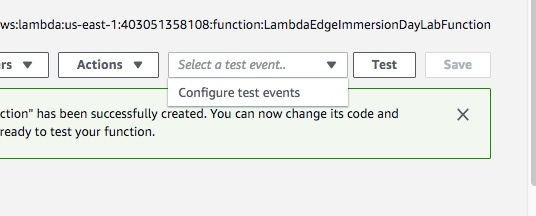 ws:lambda:us-east-1:403051358108:function:LambdaEdgeImmersionDayLabFunction
rs Actions Select a test event.. Test Save
Configure test events
ction" has been successfully created. You can now change its code and
ready to test your function.